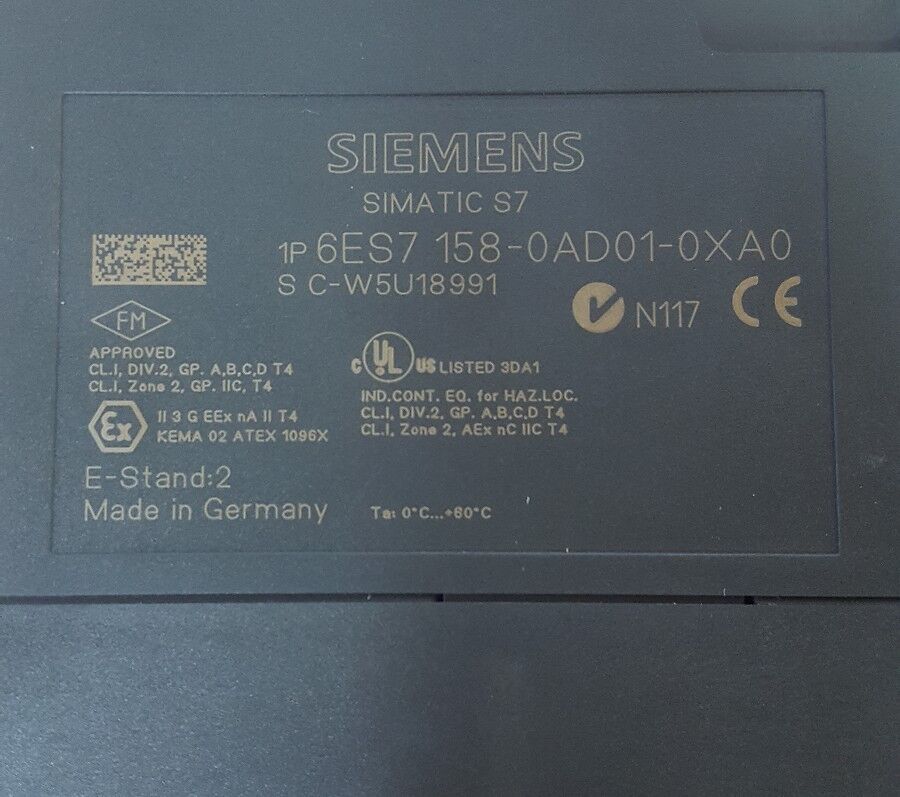 SIEMENS
SIMATIC S7
1P 6ES7 158-0AD01-0XA0
S C-W5U18991
N117 CE
FM
APPROVED
CL.I, DIV.2, GP. A,B,C,D T4
CL.I, Zone 2, GP. IIC, T4
c UL us LISTED 3DA1
IND.CONT. EQ. for HAZ.LOC.
CL.I, DIV.2, GP. A,B,C,D T4
CL.I, Zone 2, AEx nC IIC T4
Ex II 3 G EEx nA II T4
KEMA 02 ATEX 1096X
E-Stand:2
Made in Germany
Ta: 0°C...+60°C